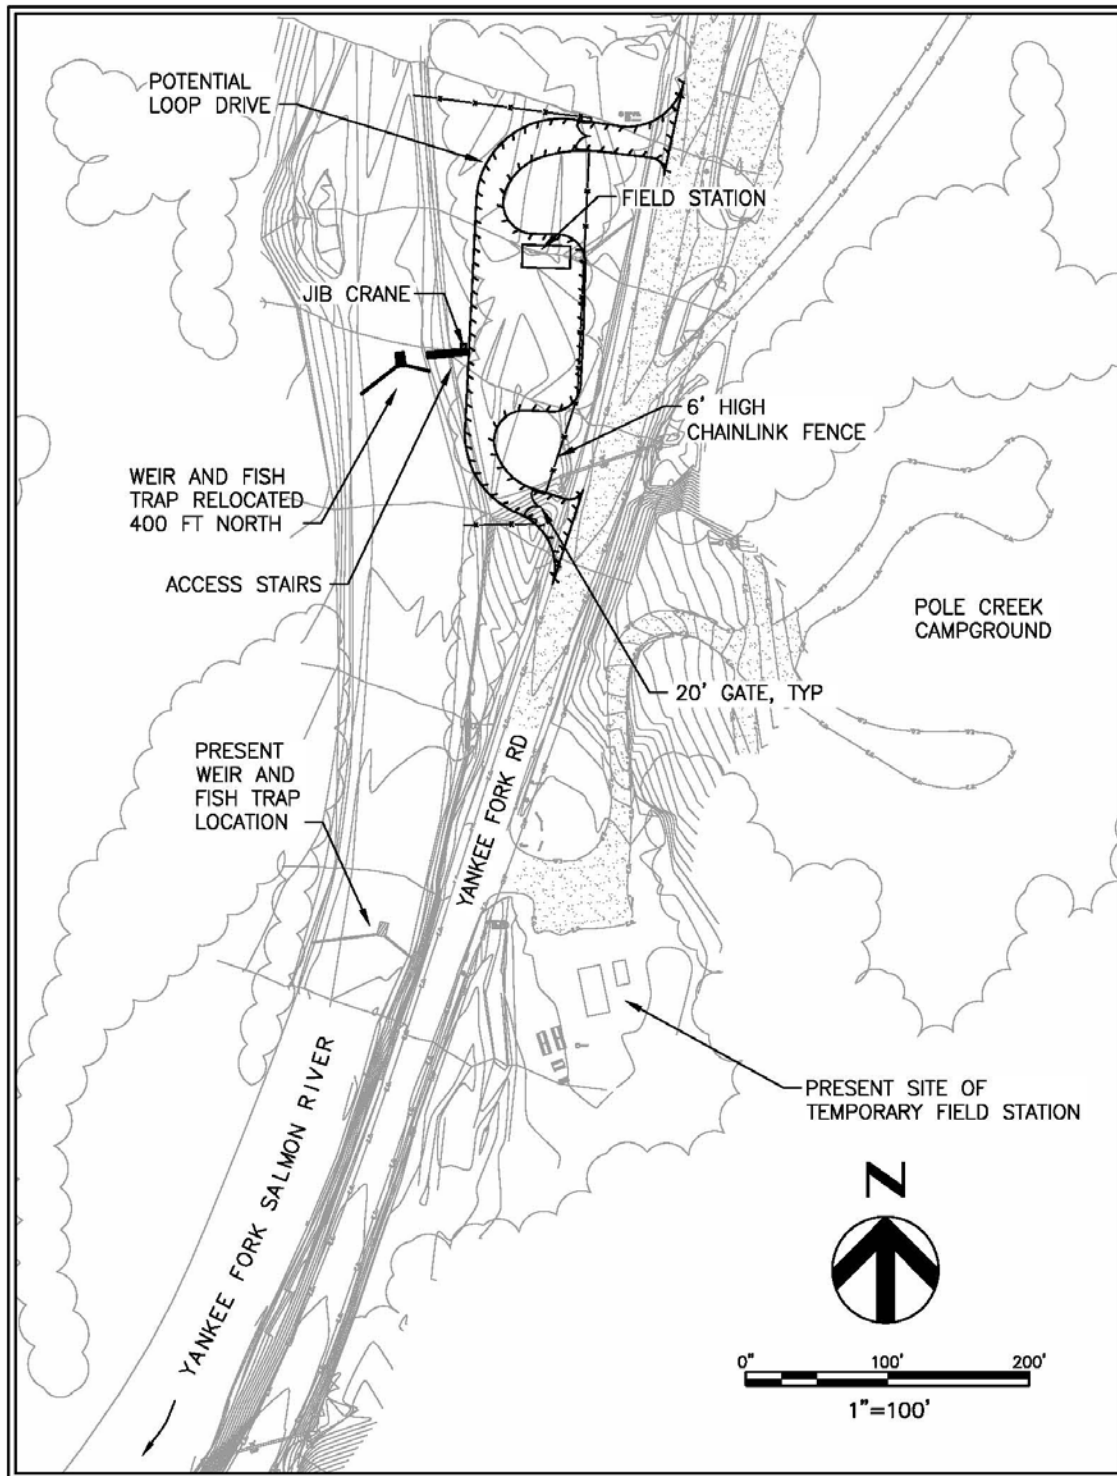 POTENTIAL
LOOP DRIVE
FIELD STATION
JIB CRANE
6' HIGH
CHAINLINK FENCE
WEIR AND FISH
TRAP RELOCATED
400 FT NORTH
ACCESS STAIRS
POLE CREEK
CAMPGROUND
20' GATE, TYP
PRESENT
WEIR AND
FISH TRAP
LOCATION
YANKEE FORK RD
YANKEE FORK SALMON RIVER
PRESENT SITE OF
TEMPORARY FIELD STATION
N
0" 100' 200'
1"=100'